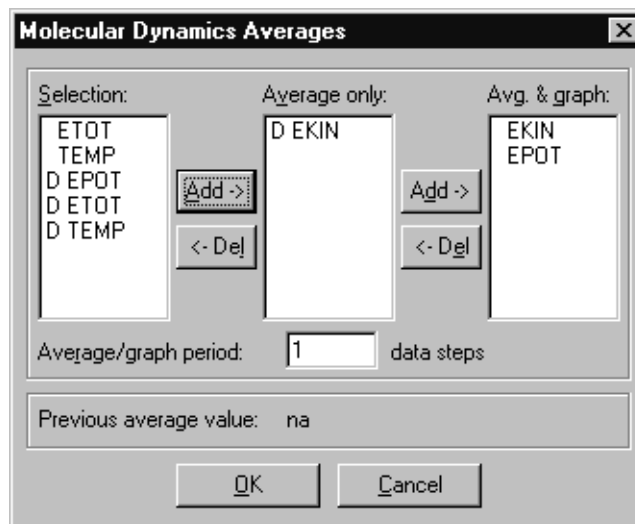 Molecular Dynamics Averages
Selection:
ETOT
TEMP
D EPOT
D ETOT
D TEMP
Add ->
<- Del
Average only:
D EKIN
Add ->
<- Del
Avg. & graph:
EKIN
EPOT
Average/graph period: 1 data steps
Previous average value: na
OK Cancel